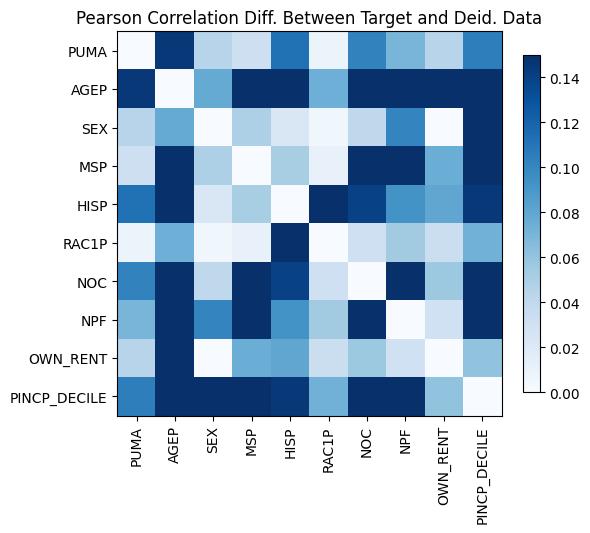 Pearson Correlation Diff. Between Target and Deid. Data
PUMA
AGEP
SEX
MSP
HISP
RAC1P
NOC
NPF
OWN_RENT
PINCP_DECILE
PUMA
AGEP
SEX
MSP
HISP
RAC1P
NOC
NPF
OWN_RENT
PINCP_DECILE
0.14
0.12
0.10
0.08
0.06
0.04
0.02
0.00